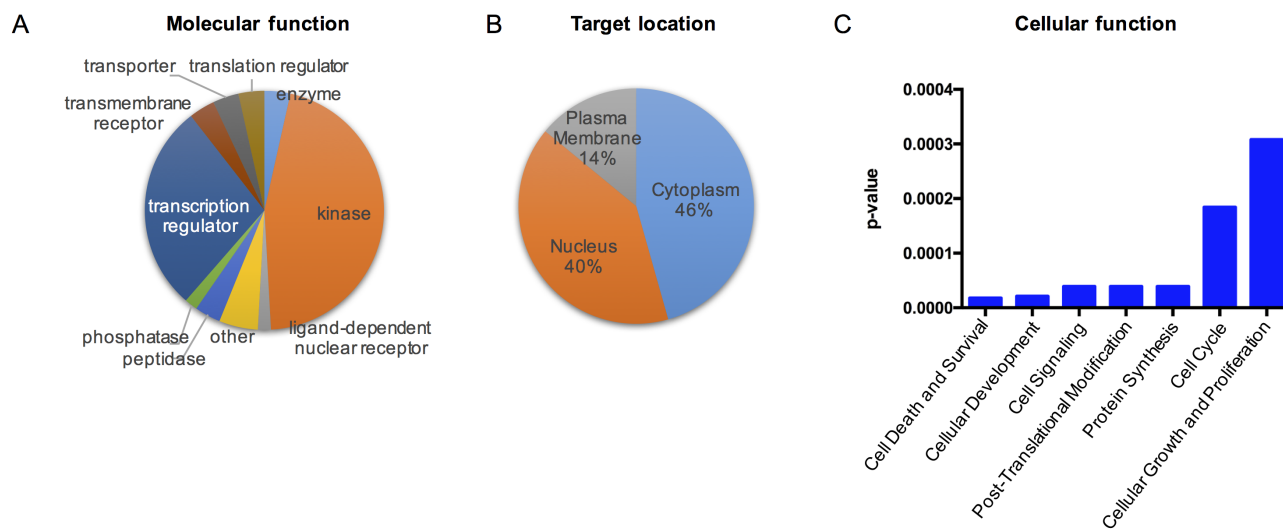 A
Molecular function
transporter
translation regulator
enzyme
transmembrane
receptor
kinase
transcription
regulator
phosphatase
peptidase
other
ligand-dependent
nuclear receptor
B
Target location
Plasma
Membrane
14%
Cytoplasm
46%
Nucleus
40%
C
Cellular function
p-value
0.0004
0.0003
0.0002
0.0001
0.0000
Cell Death and Survival
Cellular Development
Cell Signaling
Post-Translational Modification
Protein Synthesis
Cell Cycle
Cellular Growth and Proliferation